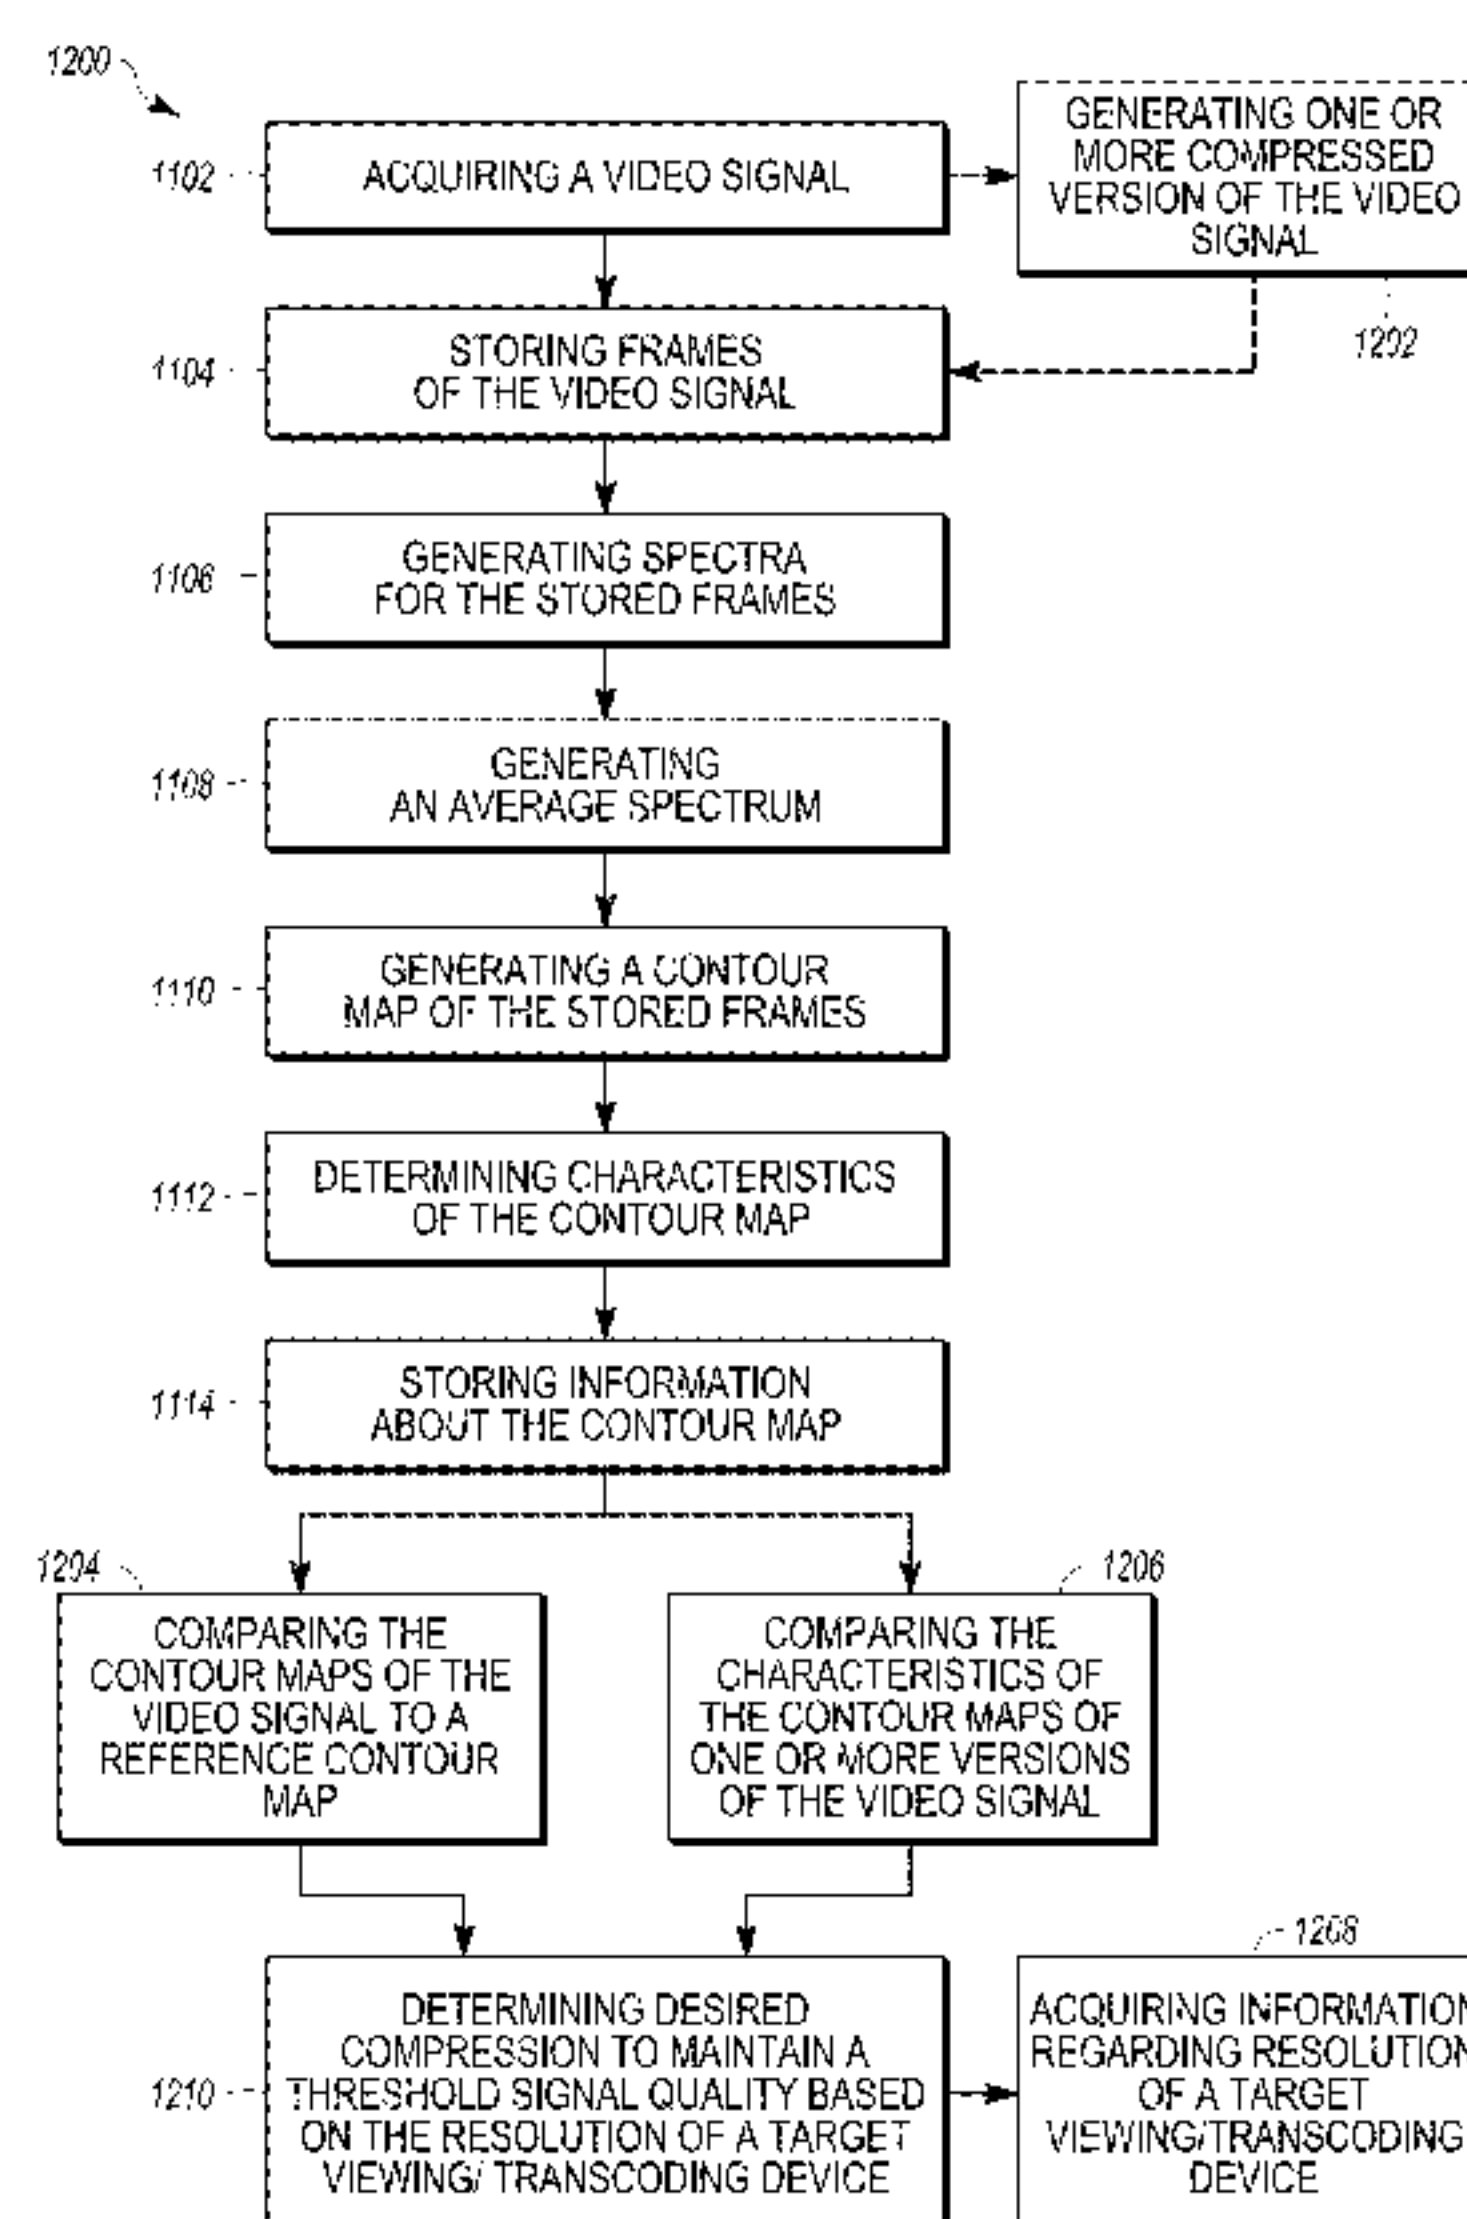 1200
1102
ACQUIRING A VIDEO SIGNAL
GENERATING ONE OR
MORE COMPRESSED
VERSION OF THE VIDEO
SIGNAL
1202
1104
STORING FRAMES
OF THE VIDEO SIGNAL
1106
GENERATING SPECTRA
FOR THE STORED FRAMES
1108
GENERATING
AN AVERAGE SPECTRUM
1110
GENERATING A CONTOUR
MAP OF THE STORED FRAMES
1112
DETERMINING CHARACTERISTICS
OF THE CONTOUR MAP
1114
STORING INFORMATION
ABOUT THE CONTOUR MAP
1204
COMPARING THE
CONTOUR MAPS OF THE
VIDEO SIGNAL TO A
REFERENCE CONTOUR
MAP
1206
COMPARING THE
CHARACTERISTICS OF
THE CONTOUR MAPS OF
ONE OR MORE VERSIONS
OF THE VIDEO SIGNAL
1210
DETERMINING DESIRED
COMPRESSION TO MAINTAIN A
THRESHOLD SIGNAL QUALITY BASED
ON THE RESOLUTION OF A TARGET
VIEWING/ TRANSCODING DEVICE
1208
ACQUIRING INFORMATION
REGARDING RESOLUTION
OF A TARGET
VIEWING/TRANSCODING
DEVICE